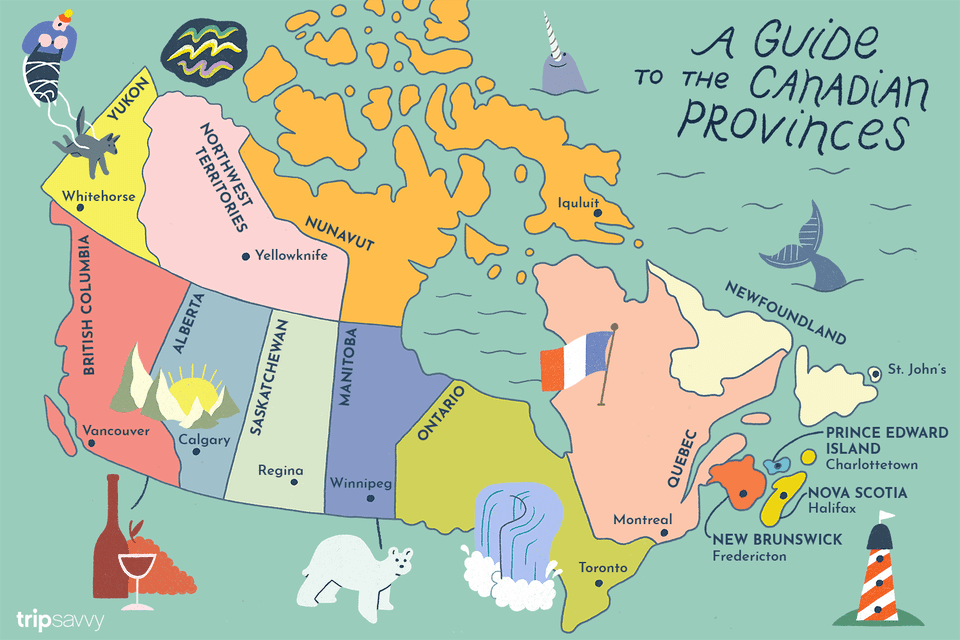 A GUIDE
TO THE CANADIAN
PROVINCES
YUKON
Whitehorse
NORTHWEST
TERRITORIES
Yellowknife
NUNAVUT
Iquluit
BRITISH COLUMBIA
Vancouver
ALBERTA
Calgary
SASKATCHEWAN
Regina
MANITOBA
Winnipeg
ONTARIO
Toronto
QUEBEC
Montreal
NEWFOUNDLAND
St. John's
PRINCE EDWARD
ISLAND
Charlottetown
NOVA SCOTIA
Halifax
NEW BRUNSWICK
Fredericton
tripsavvy